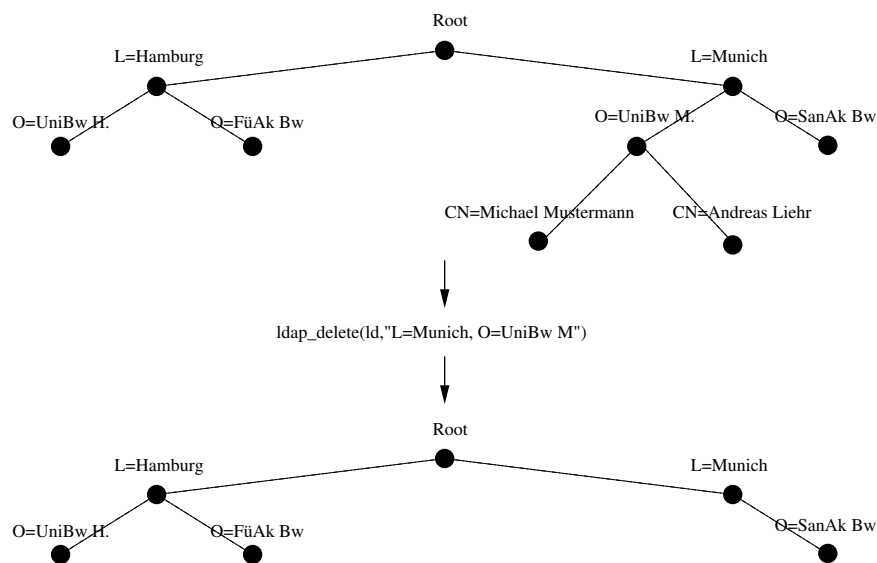 Root
L=Hamburg
L=Munich
O=UniBw H.
O=FüAk Bw
O=UniBw M.
O=SanAk Bw
CN=Michael Mustermann
CN=Andreas Liehr
ldap_delete(ld,"L=Munich, O=UniBw M")
Root
L=Hamburg
L=Munich
O=UniBw H.
O=FüAk Bw
O=SanAk Bw